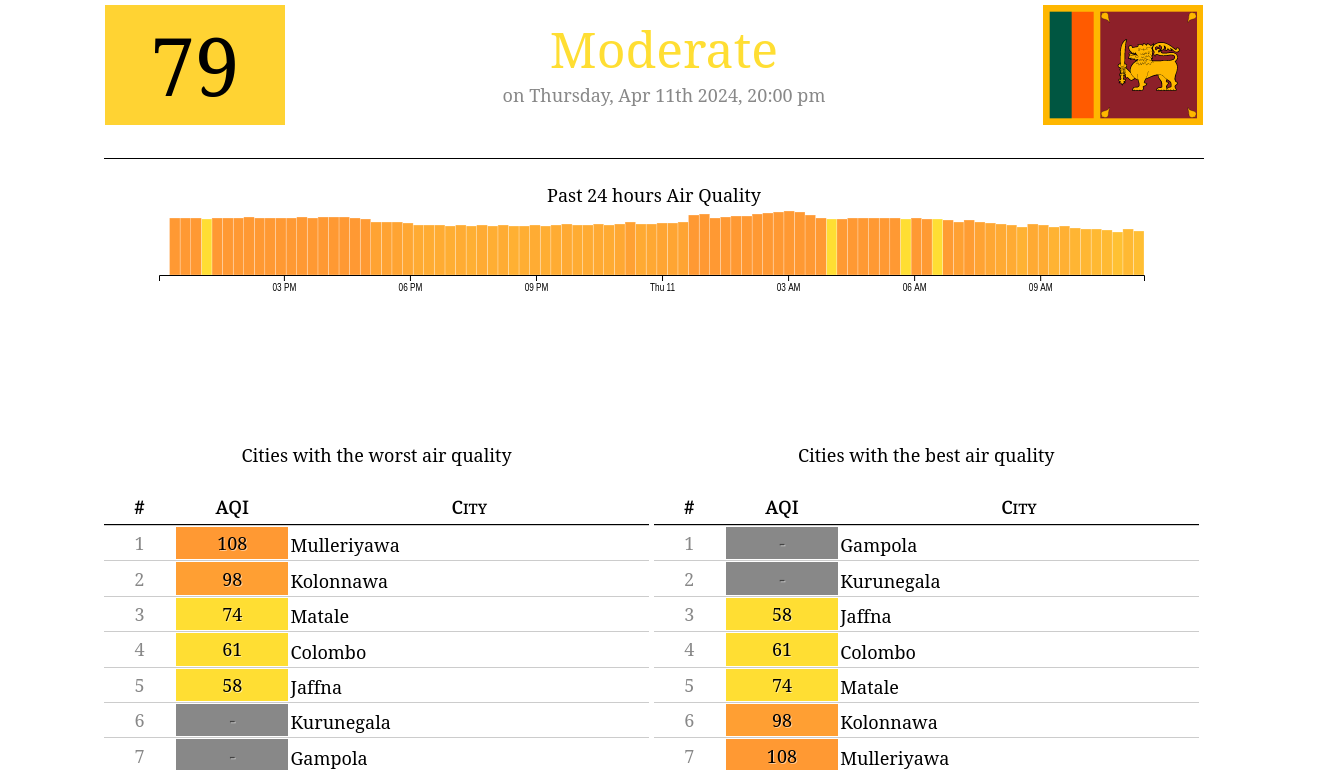 79
Moderate
on Thursday, Apr 11th 2024, 20:00 pm
Past 24 hours Air Quality
03 PM 06 PM 09 PM Thu 11 03 AM 06 AM 09 AM
Cities with the worst air quality
# AQI City
1 108 Mulleriyawa
2 98 Kolonnawa
3 74 Matale
4 61 Colombo
5 58 Jaffna
6 - Kurunegala
7 - Gampola
Cities with the best air quality
# AQI City
1 - Gampola
2 - Kurunegala
3 58 Jaffna
4 61 Colombo
5 74 Matale
6 98 Kolonnawa
7 108 Mulleriyawa